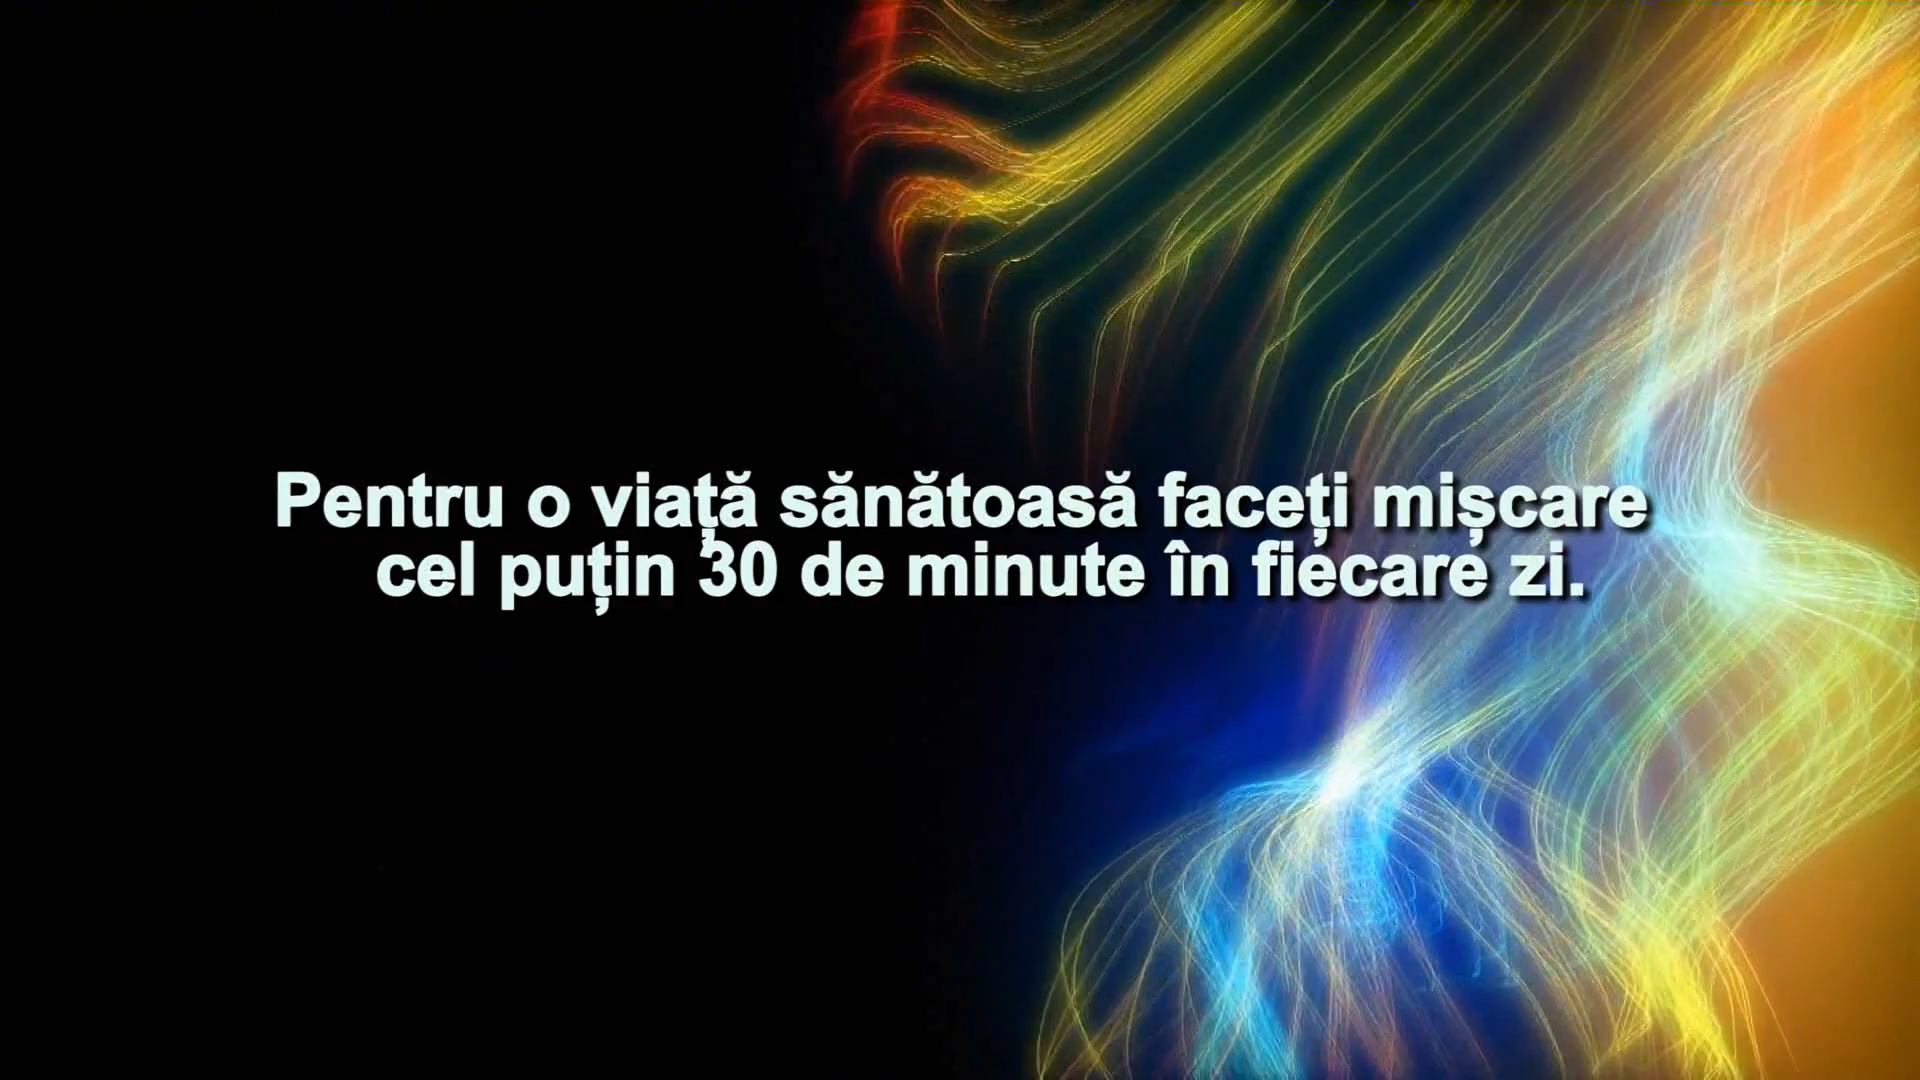 Pentru o viață sănătoasă faceți mișcare
cel puțin 30 de minute în fiecare zi.